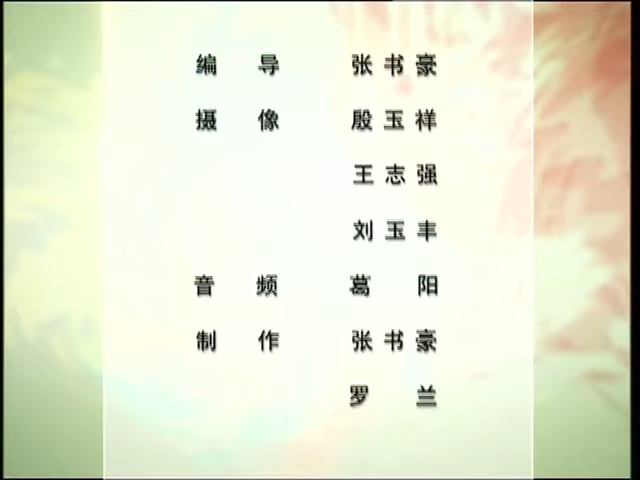 编导 张书豪
摄像 殷玉祥
王志强
刘玉丰
音频 葛阳
制作 张书豪
罗兰